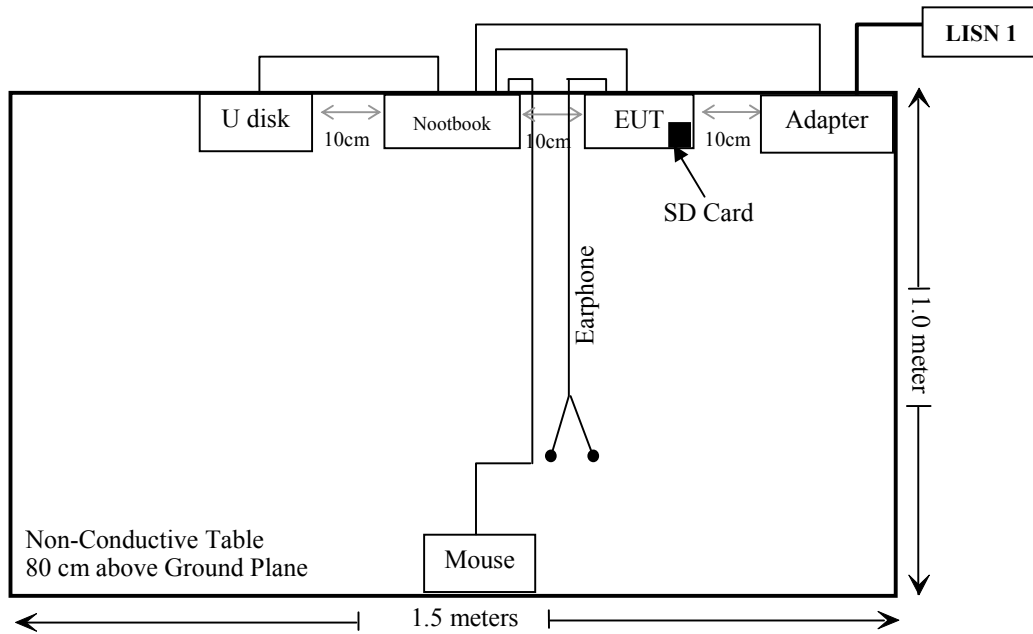 LISN 1
U disk
10cm
Nootbook
10cm
EUT
10cm
Adapter
SD Card
Earphone
1.0 meter
Non-Conductive Table
80 cm above Ground Plane
Mouse
1.5 meters